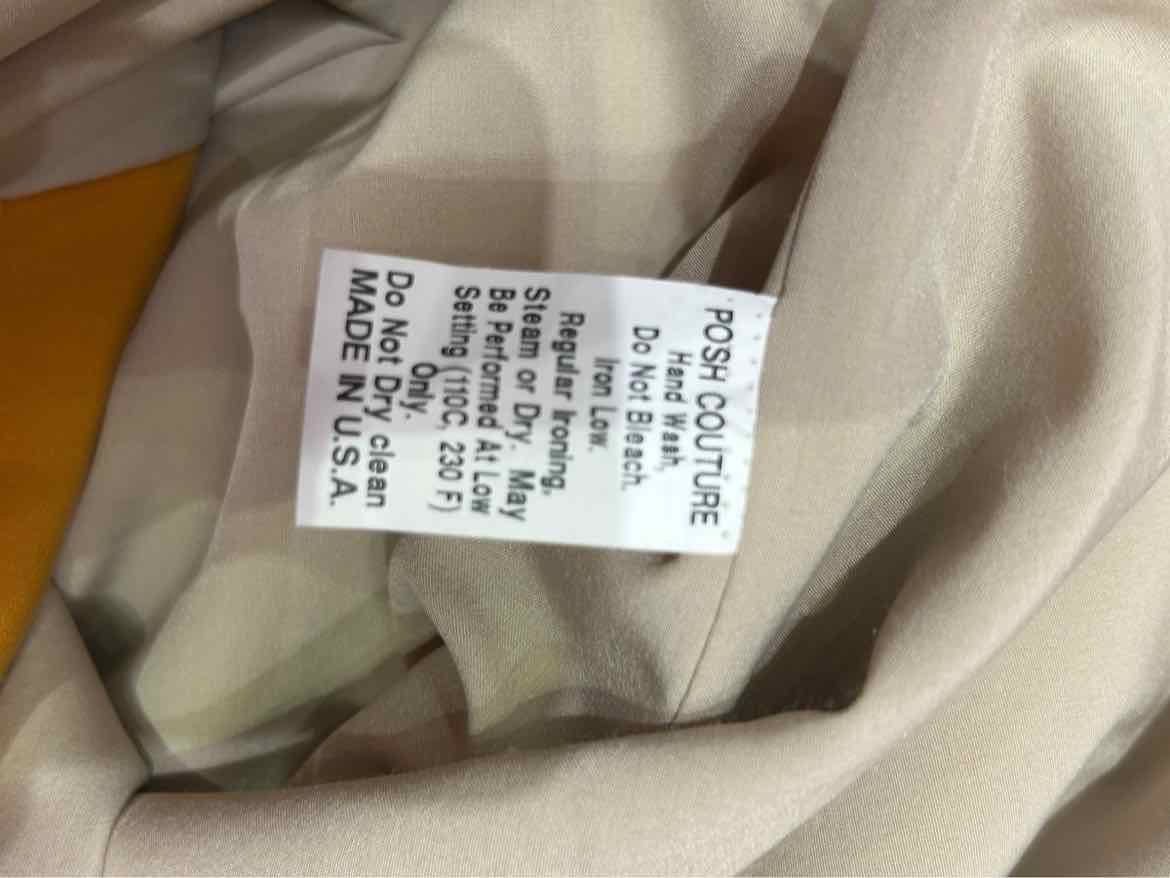 POSH COUTURE
Hand Wash,
Do Not Bleach.
Iron Low.
Regular Ironing,
Steam or Dry. May
Be Performed At Low
Setting (110C, 230 F)
Only.
Do Not Dry clean
MADE IN U.S.A.